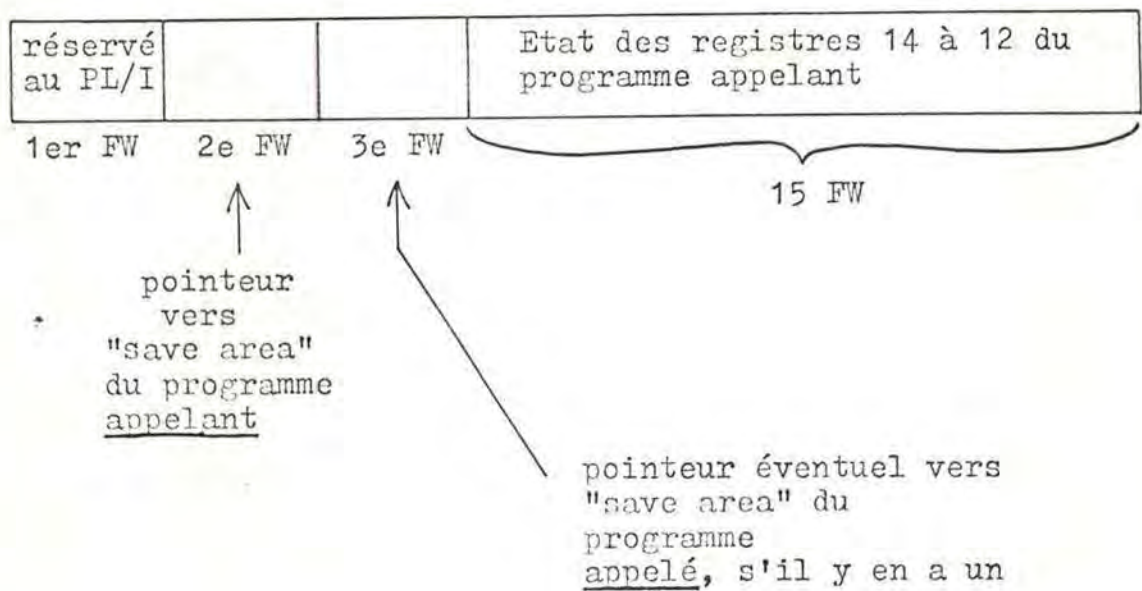 réservé
au PL/I
Etat des registres 14 à 12 du
programme appelant
1er FW
2e FW
3e FW
15 FW
pointeur
vers
"save area"
du programme
appelant
pointeur éventuel vers
"save area" du
programme
appelé, s'il y en a un